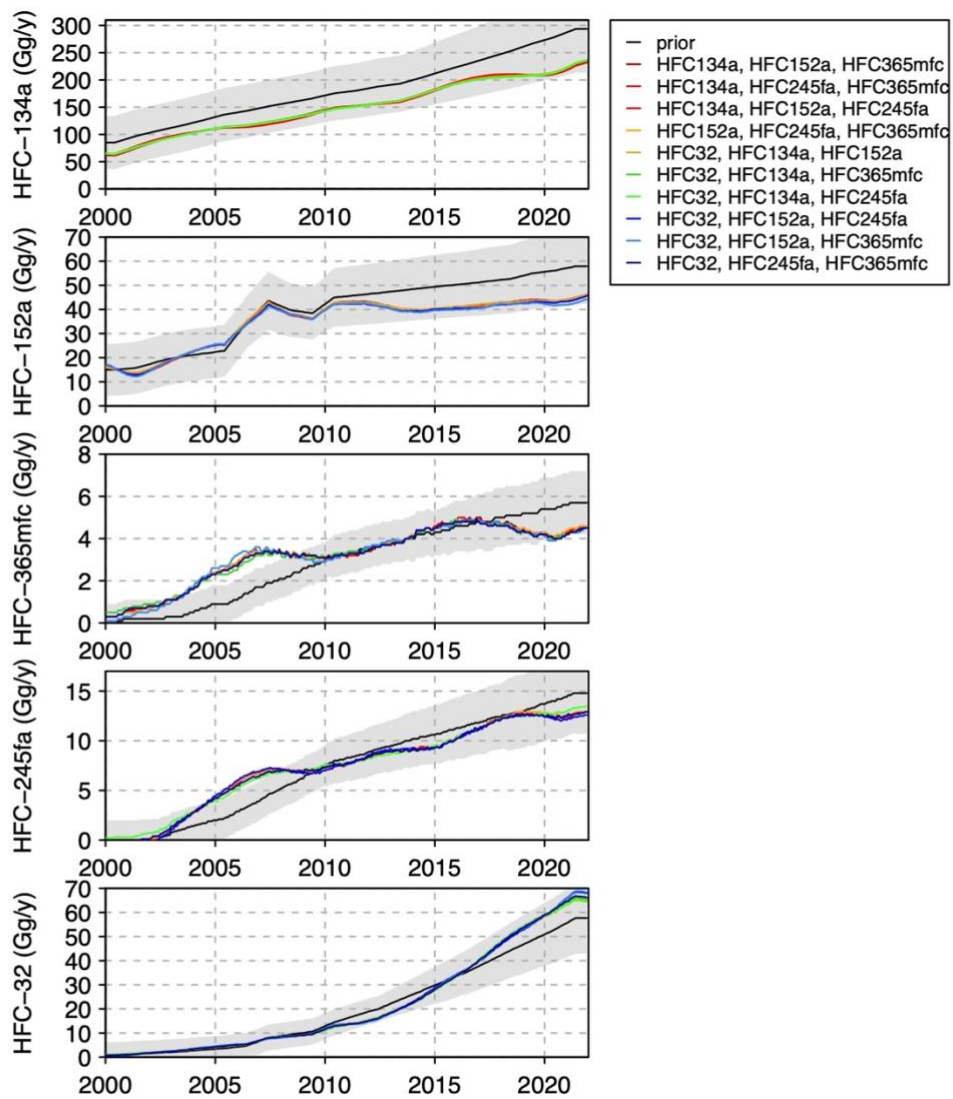 HFC−134a (Gg/y)
300
250
200
150
100
50
0
2000 2005 2010 2015 2020
HFC−152a (Gg/y)
70
60
50
40
30
20
10
0
2000 2005 2010 2015 2020
HFC−365mfc (Gg/y)
8
6
4
2
0
2000 2005 2010 2015 2020
HFC−245fa (Gg/y)
15
10
5
0
2000 2005 2010 2015 2020
HFC−32 (Gg/y)
70
60
50
40
30
20
10
0
2000 2005 2010 2015 2020
prior
HFC134a, HFC152a, HFC365mfc
HFC134a, HFC245fa, HFC365mfc
HFC134a, HFC152a, HFC245fa
HFC152a, HFC245fa, HFC365mfc
HFC32, HFC134a, HFC152a
HFC32, HFC134a, HFC365mfc
HFC32, HFC134a, HFC245fa
HFC32, HFC152a, HFC245fa
HFC32, HFC152a, HFC365mfc
HFC32, HFC245fa, HFC365mfc